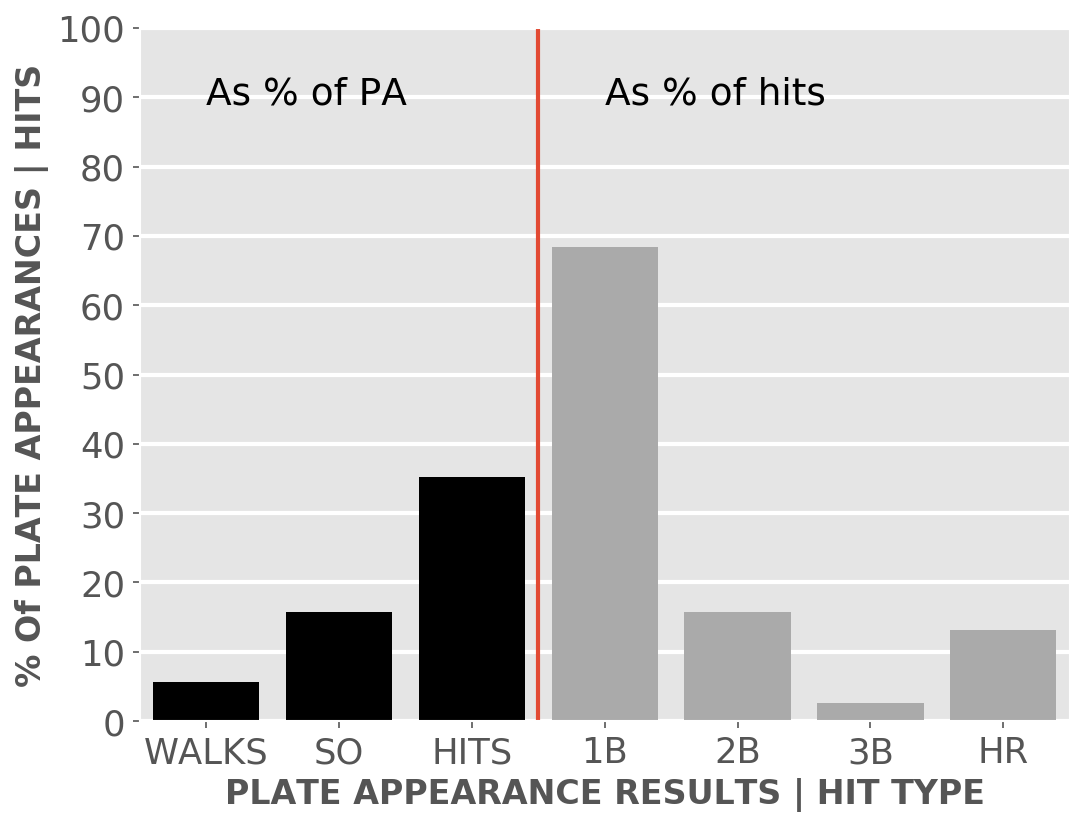 % Of PLATE APPEARANCES | HITS
100
90
80
70
60
50
40
30
20
10
0
As % of PA
As % of hits
WALKS SO HITS 1B 2B 3B HR
PLATE APPEARANCE RESULTS | HIT TYPE